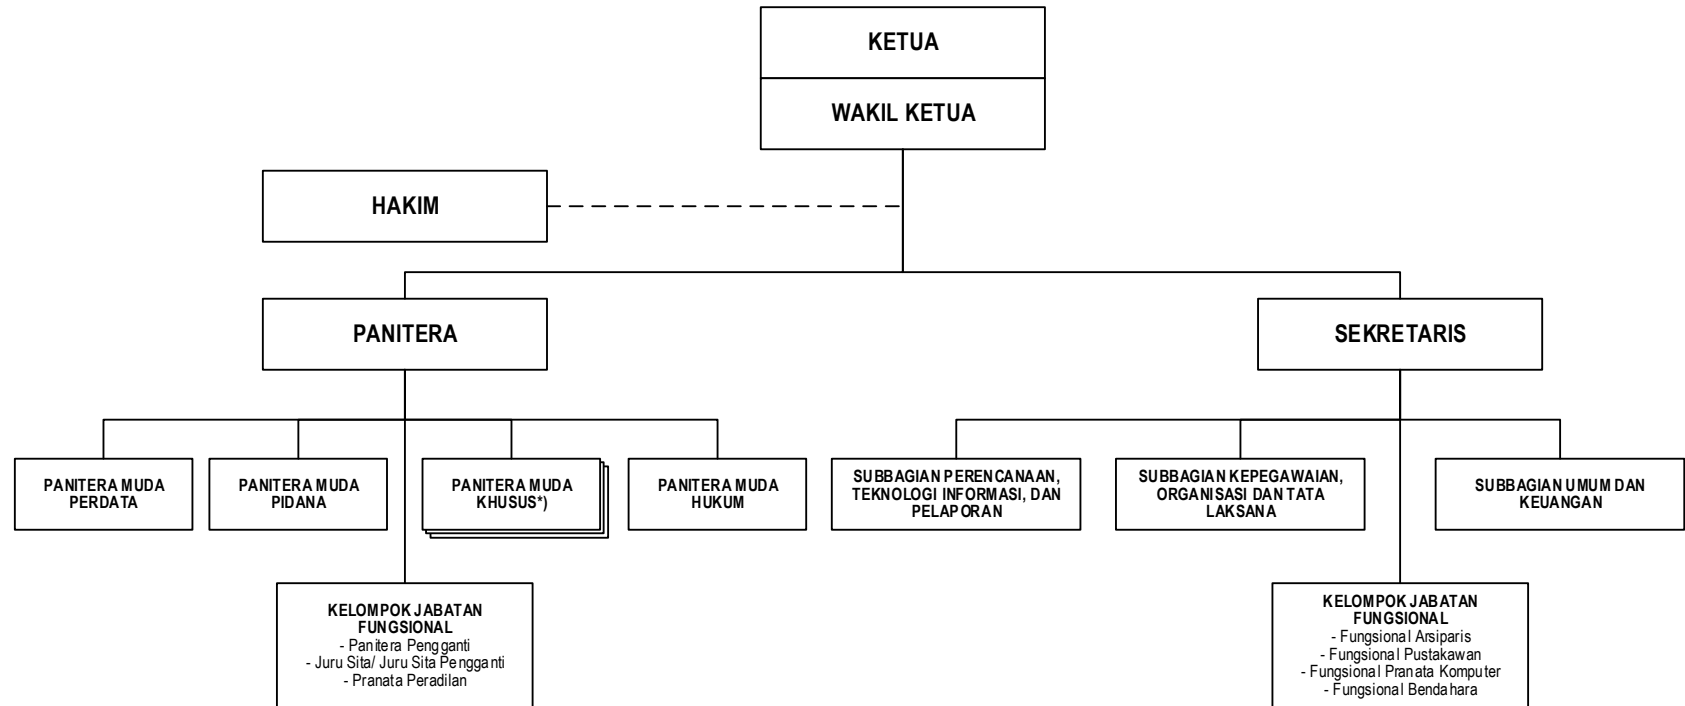 KETUA
WAKIL KETUA
HAKIM
PANITERA
SEKRETARIS
PANITERA MUDA
PERDATA
PANITERA MUDA
PIDANA
PANITERA MUDA
KHUSUS*)
PANITERA MUDA
HUKUM
SUBBAGIAN PERENCANAAN,
TEKNOLOGI INFORMASI, DAN
PELAPORAN
SUBBAGIAN KEPEGAWAIAN,
ORGANISASI DAN TATA
LAKSANA
SUBBAGIAN UMUM DAN
KEUANGAN
KELOMPOK JABATAN
FUNGSIONAL
- Panitera Pengganti
- Juru Sita/ Juru Sita Pengganti
- Pranata Peradilan
KELOMPOK JABATAN
FUNGSIONAL
- Fungsional Arsiparis
- Fungsional Pustakawan
- Fungsional Pranata Komputer
- Fungsional Bendahara